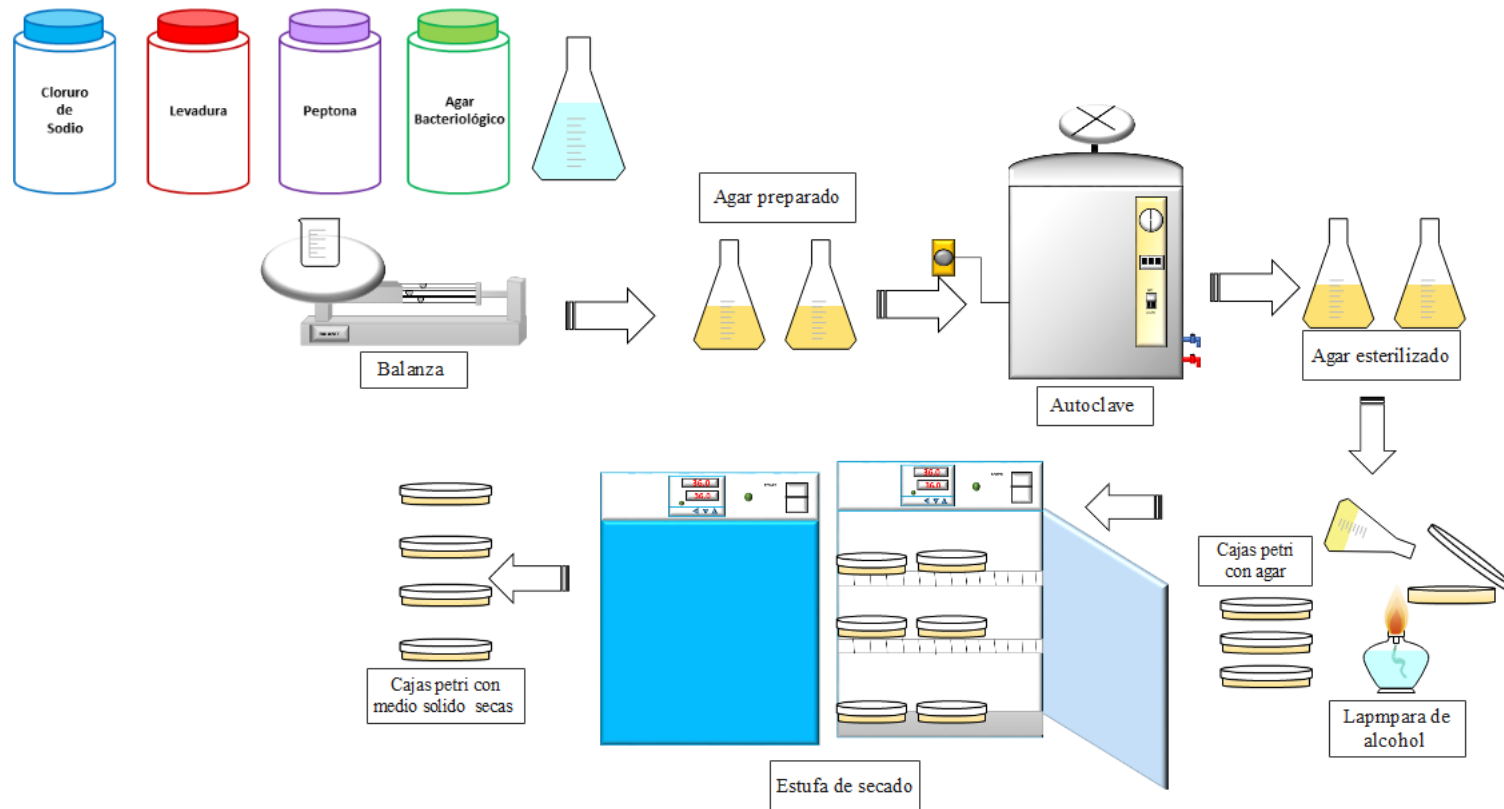 Cloruro
de
Sodio
Levadura
Peptona
Agar
Bacteriológico
Agar preparado
Balanza
Autoclave
Agar esterilizado
36.0
36.0
36.0
36.0
Cajas petri
con agar
Lapmpara de
alcohol
Cajas petri con
medio solido secas
Estufa de secado